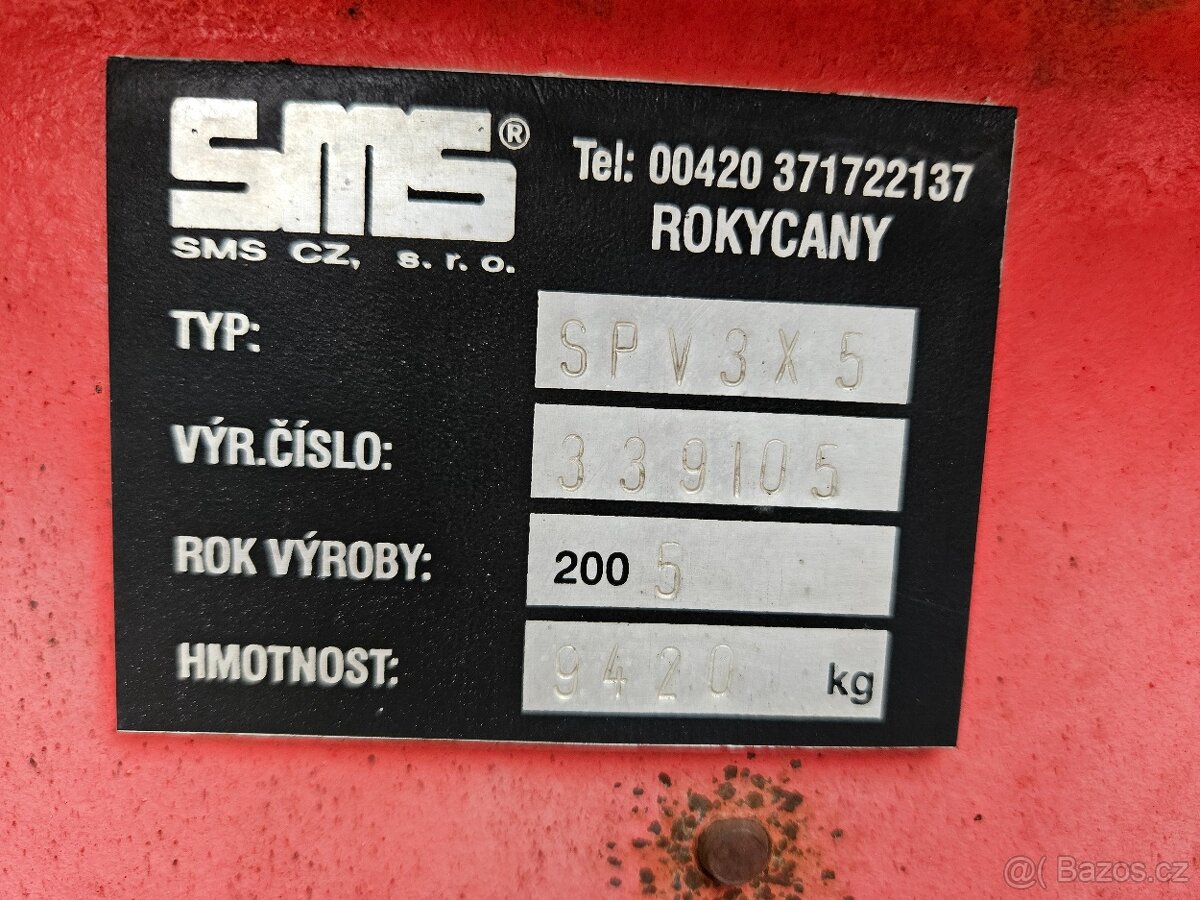 SMS®
SMS CZ, s. r. o.
Tel: 00420 371722137
ROKYCANY
TYP: SPV3X5
VÝR.ČÍSLO: 339105
ROK VÝROBY: 2005
HMOTNOST: 9420 kg
@( Bazos.cz